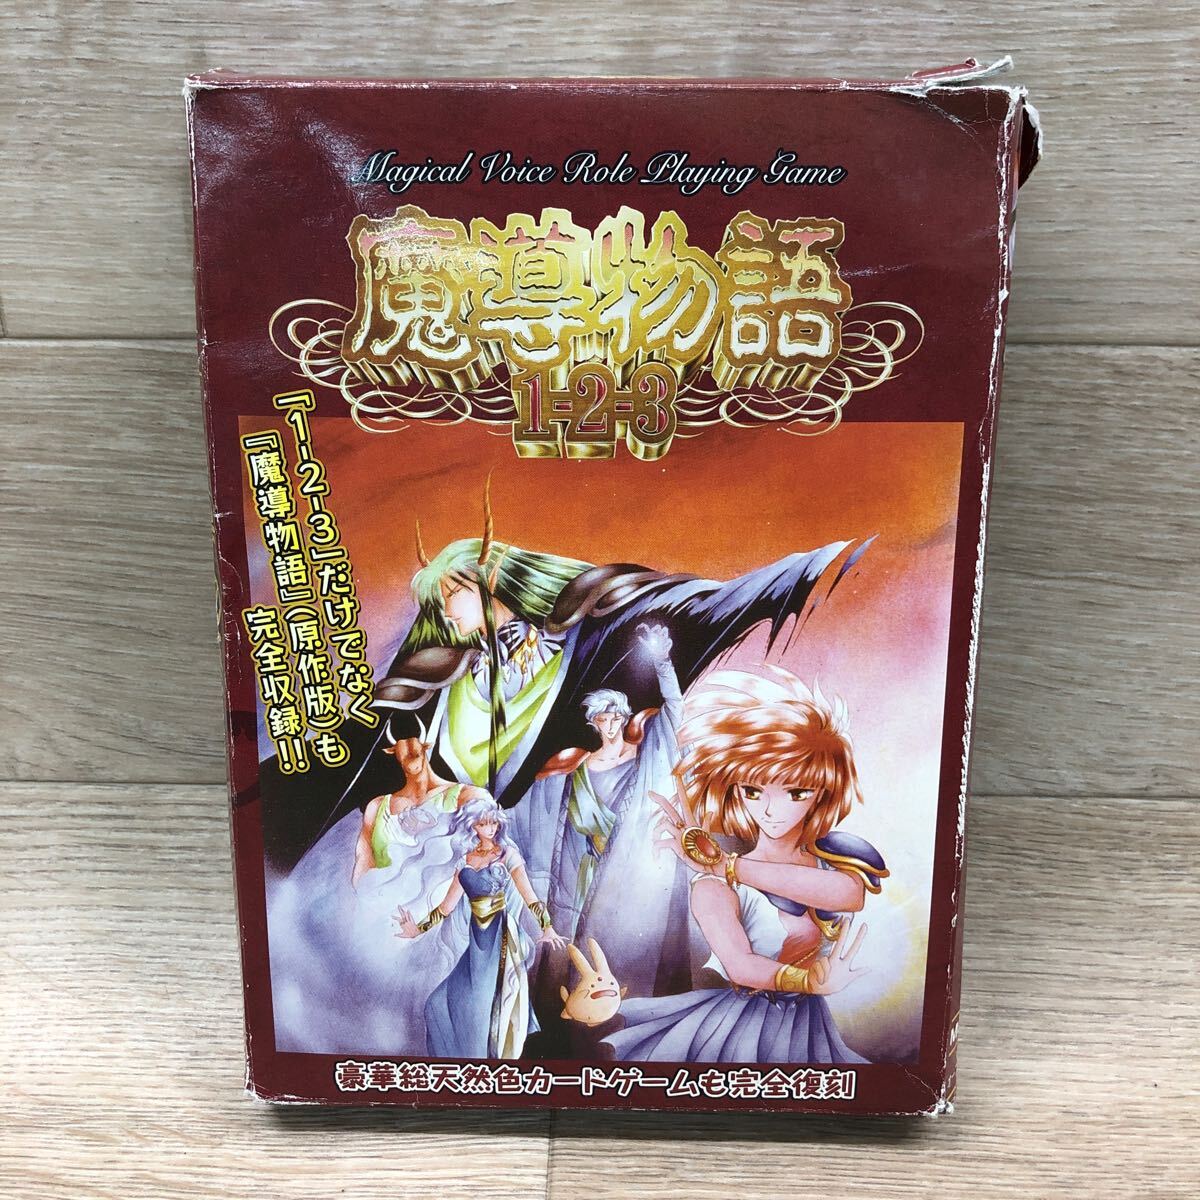 Magical Voice Role Playing Game
魔導物語
1-2-3
『1-2-3』だけでなく
『魔導物語』(原作版)も
完全収録!!
豪華総天然色カードゲームも完全復刻